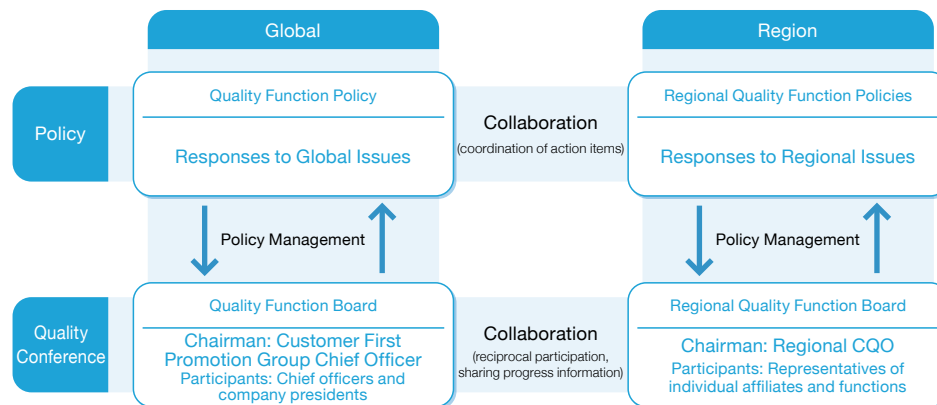 Global
Region
Policy
Quality Function Policy
Responses to Global Issues
Collaboration
(coordination of action items)
Regional Quality Function Policies
Responses to Regional Issues
Policy Management
Policy Management
Quality
Conference
Quality Function Board
Chairman: Customer First
Promotion Group Chief Officer
Participants: Chief officers and
company presidents
Collaboration
(reciprocal participation,
sharing progress information)
Regional Quality Function Board
Chairman: Regional CQO
Participants: Representatives of
individual affiliates and functions